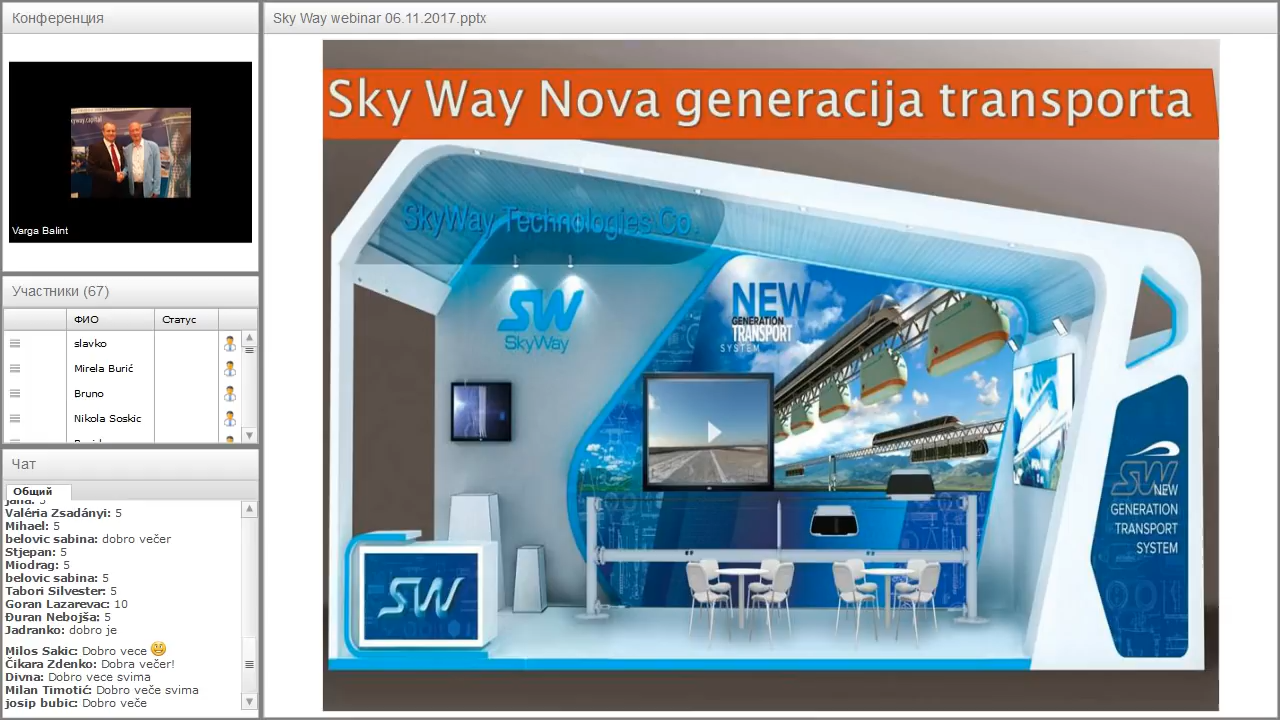 Конференция
Sky Way webinar 06.11.2017.pptx
kyway.capital
Varga Balint
Участники (67)
ФИО
Статус
slavko
Mirela Burić
Bruno
Nikola Soskic
Чат
Общий
jana: 5
Valéria Zsadányi: 5
Mihael: 5
belovic sabina: dobro večer
Stjepan: 5
Miodrag: 5
belovic sabina: 5
Tabori Silvester: 5
Goran Lazarevac: 10
Đuran Nebojša: 5
Jadranko: dobro je
Milos Sakic: Dobro vece
Čikara Zdenko: Dobra večer!
Divna: Dobro vece svima
Milan Timotić: Dobro veče svima
josip bubic: Dobro veče
Sky Way Nova generacija transporta
SkyWay Technologies Co.
SW
SkyWay
NEW
GENERATION
TRANSPORT
SYSTEM
SW
SW NEW
GENERATION
TRANSPORT
SYSTEM